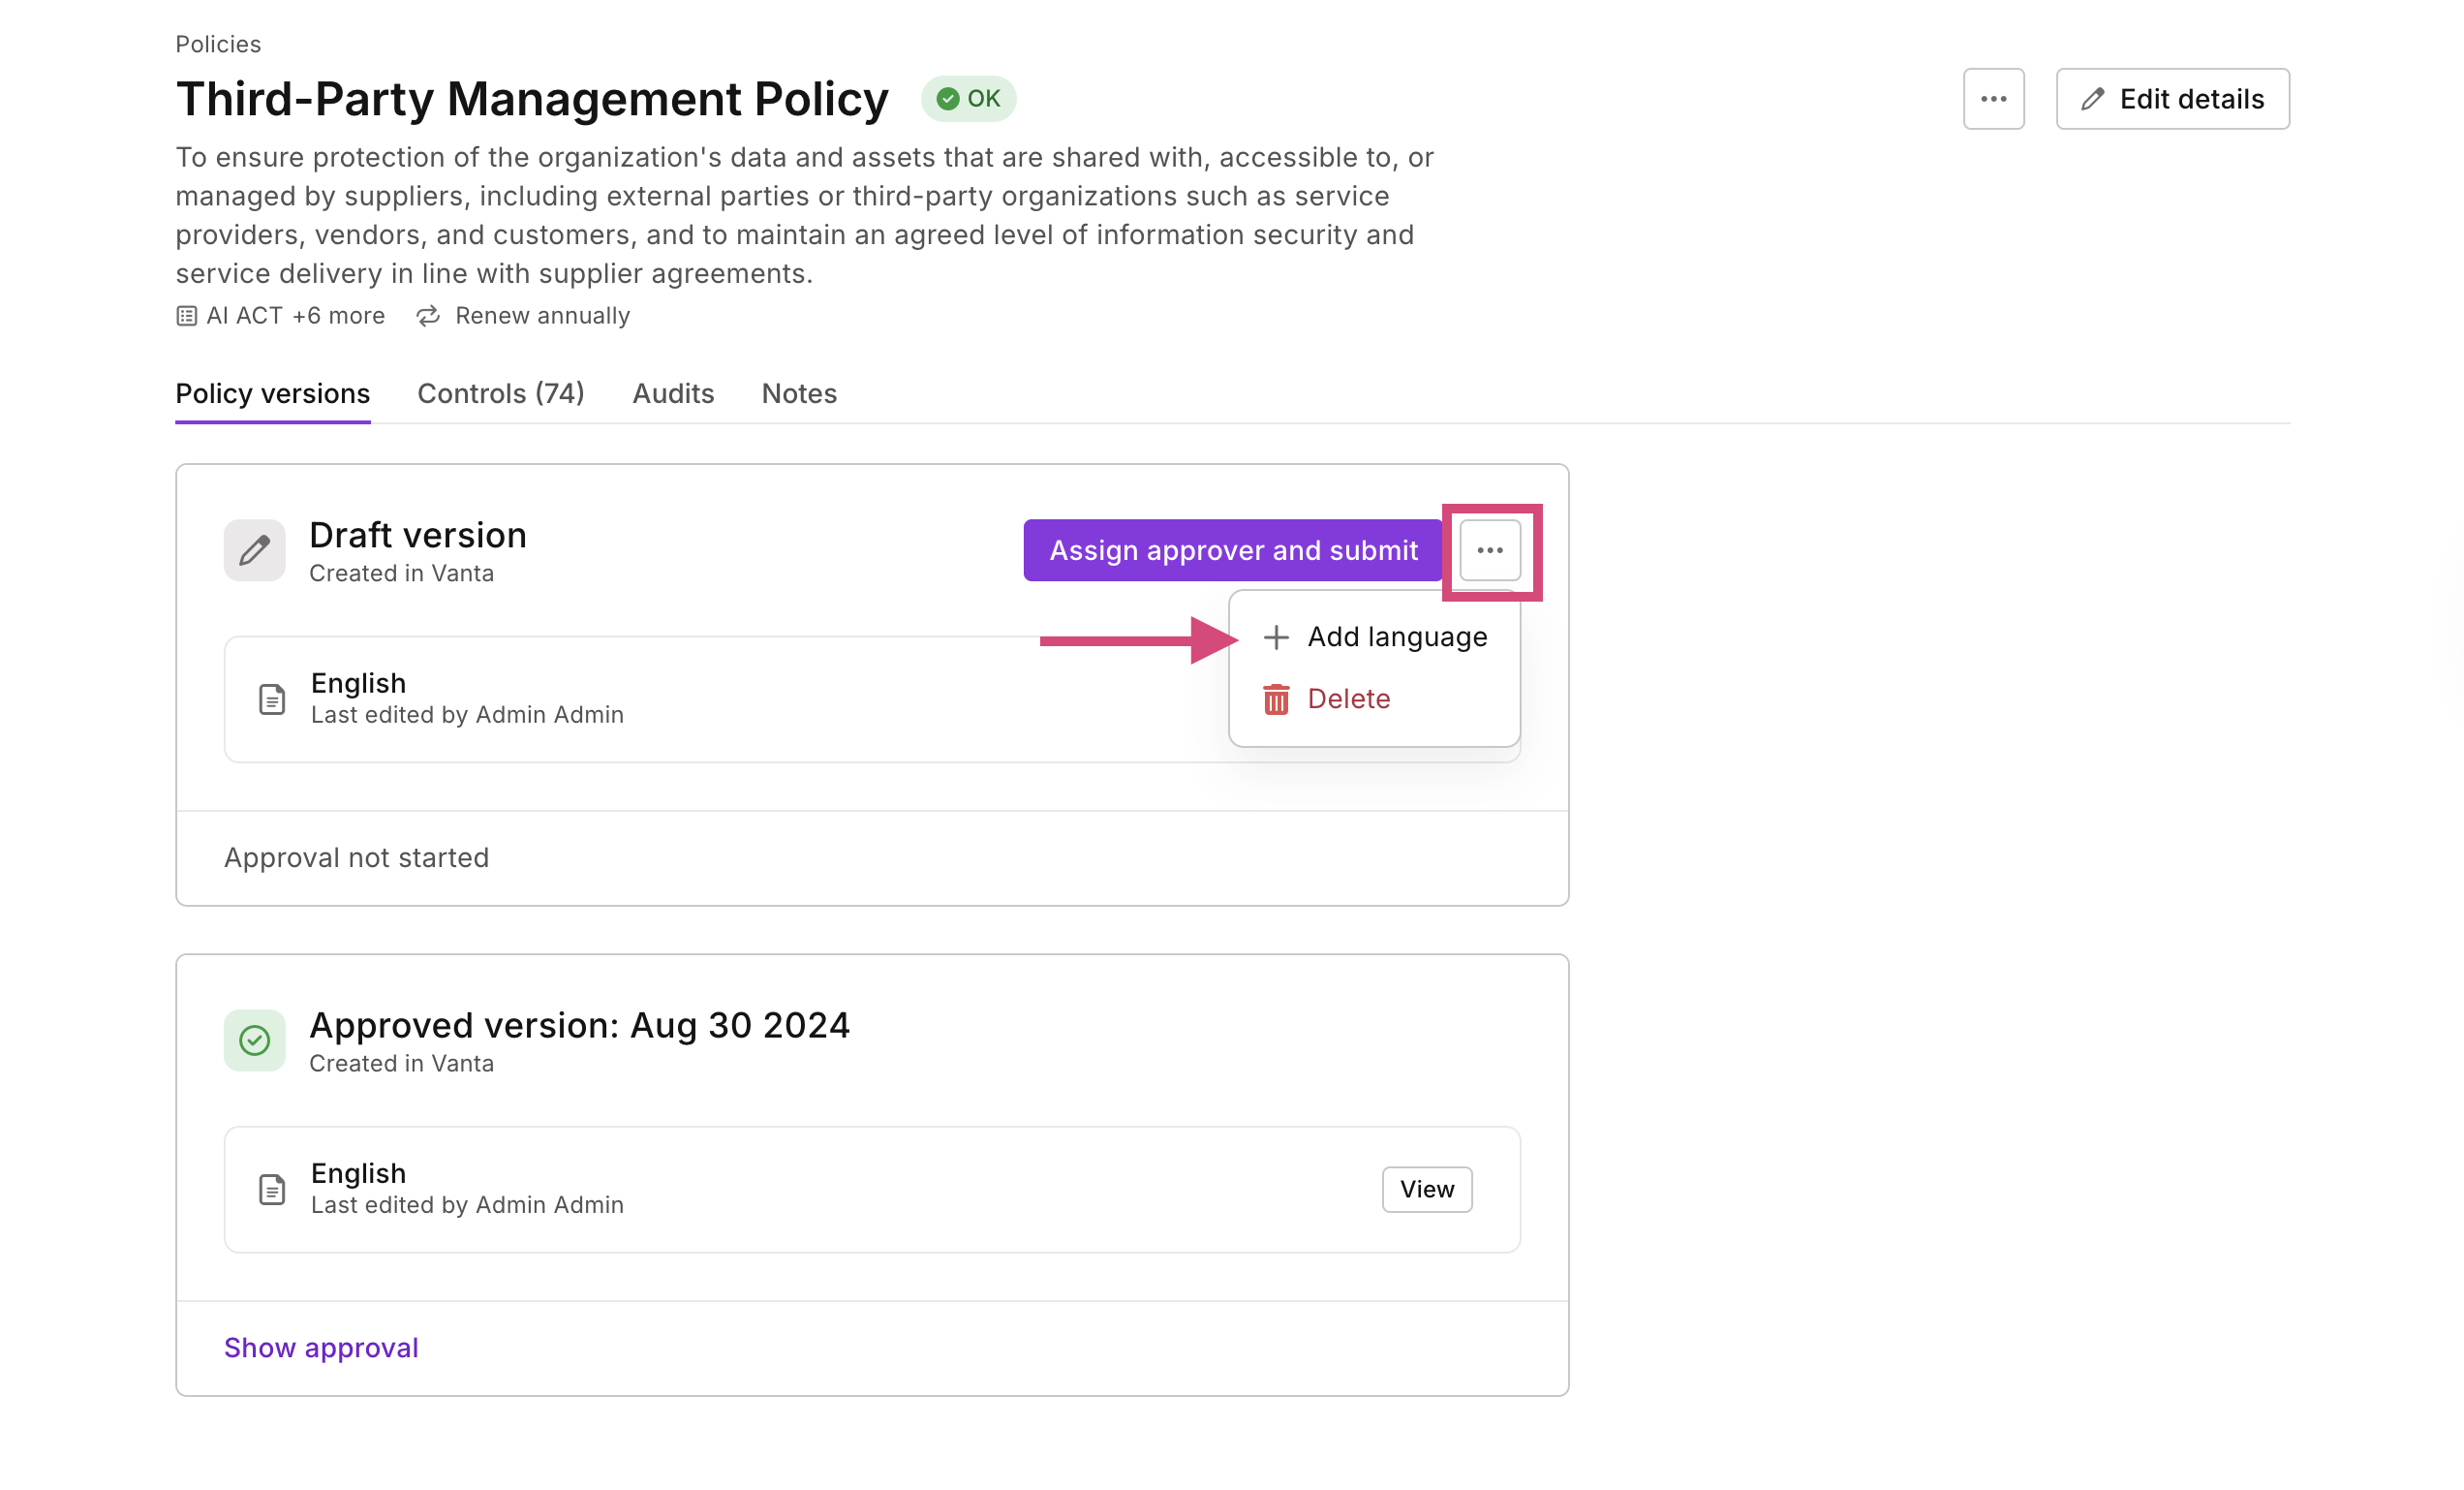 Policies
Third-Party Management Policy
OK
Edit details
To ensure protection of the organization's data and assets that are shared with, accessible to, or
managed by suppliers, including external parties or third-party organizations such as service
providers, vendors, and customers, and to maintain an agreed level of information security and
service delivery in line with supplier agreements.
AI ACT +6 more
Renew annually
Policy versions
Controls (74)
Audits
Notes
Draft version
Created in Vanta
Assign approver and submit
Add language
Delete
English
Last edited by Admin Admin
Approval not started
Approved version: Aug 30 2024
Created in Vanta
English
Last edited by Admin Admin
View
Show approval